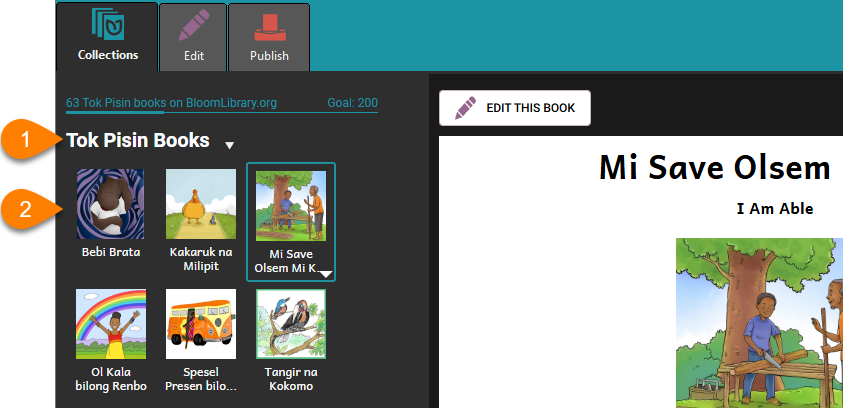 Collections
Edit
Publish
63 Tok Pisin books on BloomLibrary.org Goal: 200
1
Tok Pisin Books
2
Bebi Brata
Kakaruk na
Milipit
Mi Save
Olsem Mi K...
Ol Kala
bilong Renbo
Spesel
Presen bilo...
Tangir na
Kokomo
EDIT THIS BOOK
Mi Save Olsem
I Am Able